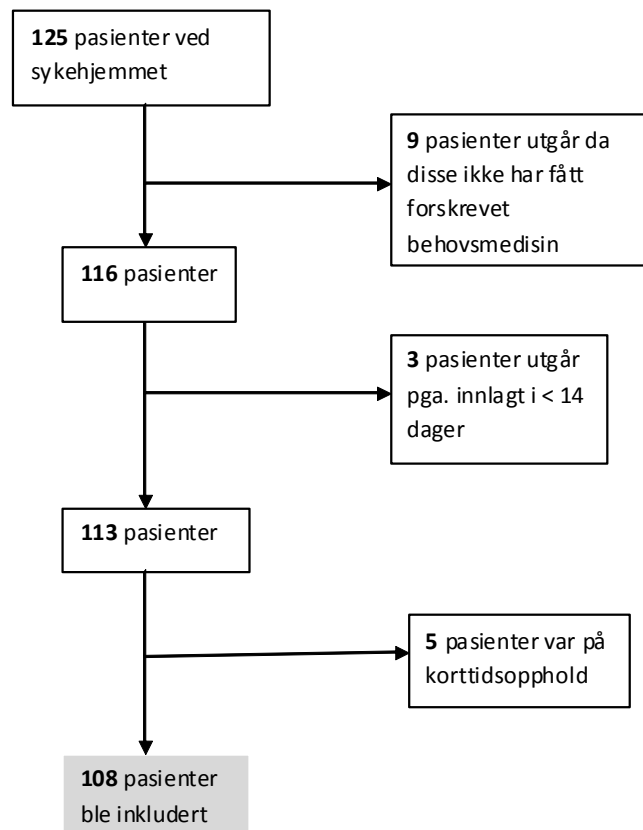 125 pasienter ved
sykehjemmet
9 pasienter utgår da
disse ikke har fått
forskrevet
behovsmedisin
116 pasienter
3 pasienter utgår
pga. innlagt i < 14
dager
113 pasienter
5 pasienter var på
korttidsopphold
108 pasienter
ble inkludert